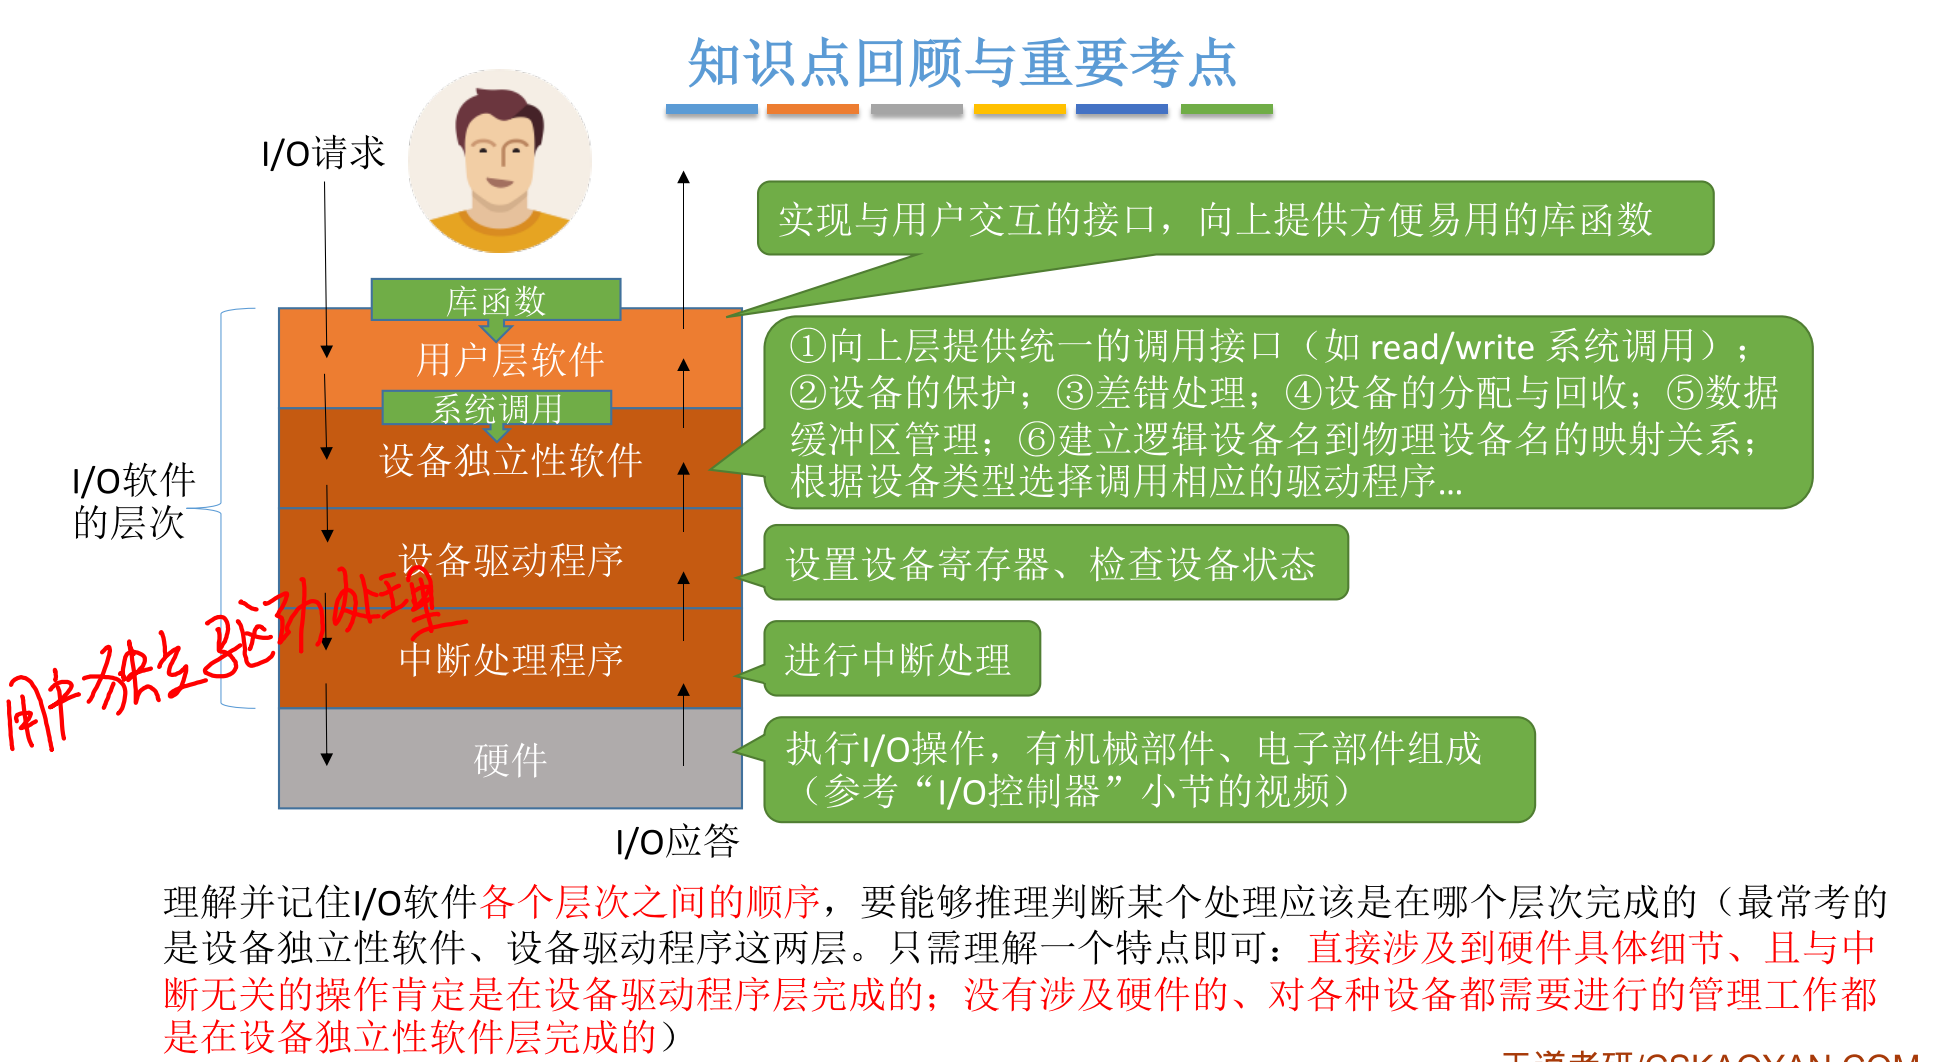 知识点回顾与重要考点
I/O请求
实现与用户交互的接口，向上提供方便易用的库函数
库函数
用户层软件
①向上层提供统一的调用接口（如 read/write 系统调用）；
②设备的保护；③差错处理；④设备的分配与回收；⑤数据
缓冲区管理；⑥建立逻辑设备名到物理设备名的映射关系；
根据设备类型选择调用相应的驱动程序...
系统调用
设备独立性软件
I/O软件
的层次
设备驱动程序
设置设备寄存器、检查设备状态
用户独立驱动处理
中断处理程序
进行中断处理
硬件
执行I/O操作，有机械部件、电子部件组成
（参考“I/O控制器”小节的视频）
I/O应答
理解并记住I/O软件各个层次之间的顺序，要能够推理判断某个处理应该是在哪个层次完成的（最常考的
是设备独立性软件、设备驱动程序这两层。只需理解一个特点即可：直接涉及到硬件具体细节、且与中
断无关的操作肯定是在设备驱动程序层完成的；没有涉及硬件的、对各种设备都需要进行的管理工作都
是在设备独立性软件层完成的）
王道考研/CSKAOYAN.COM